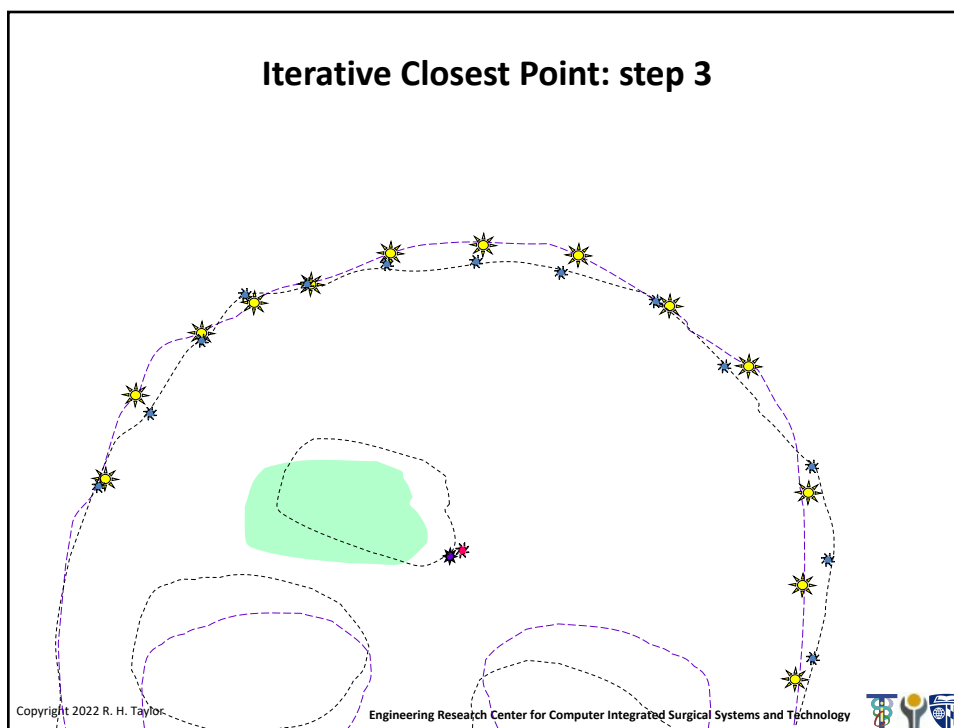 Iterative Closest Point: step 3
Copyright 2022 R. H. Taylor
Engineering Research Center for Computer Integrated Surgical Systems and Technology